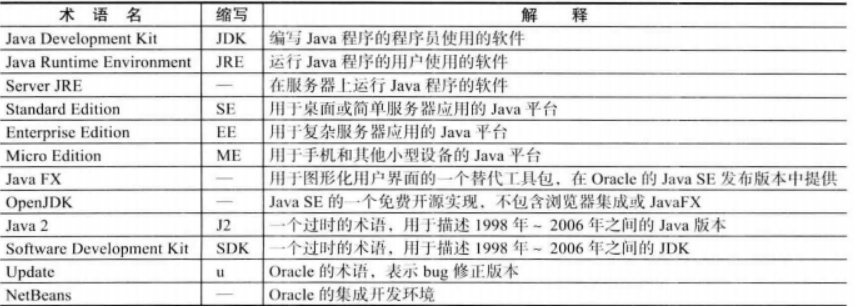 术 语 名 缩写 解 释
Java Development Kit JDK 编写 Java 程序的程序员使用的软件
Java Runtime Environment JRE 运行 Java 程序的用户使用的软件
Server JRE — 在服务器上运行 Java 程序的软件
Standard Edition SE 用于桌面或简单服务器应用的 Java 平台
Enterprise Edition EE 用于复杂服务器应用的 Java 平台
Micro Edition ME 用于手机和其他小型设备的 Java 平台
Java FX — 用于图形化用户界面的一个替代工具包，在 Oracle 的 Java SE 发布版本中提供
OpenJDK — Java SE 的一个免费开源实现，不包含浏览器集成或 JavaFX
Java 2 J2 一个过时的术语，用于描述 1998 年 ~ 2006 年之间的 Java 版本
Software Development Kit SDK 一个过时的术语，用于描述 1998 年 ~ 2006 年之间的 JDK
Update u Oracle 的术语，表示 bug 修正版本
NetBeans — Oracle 的集成开发环境